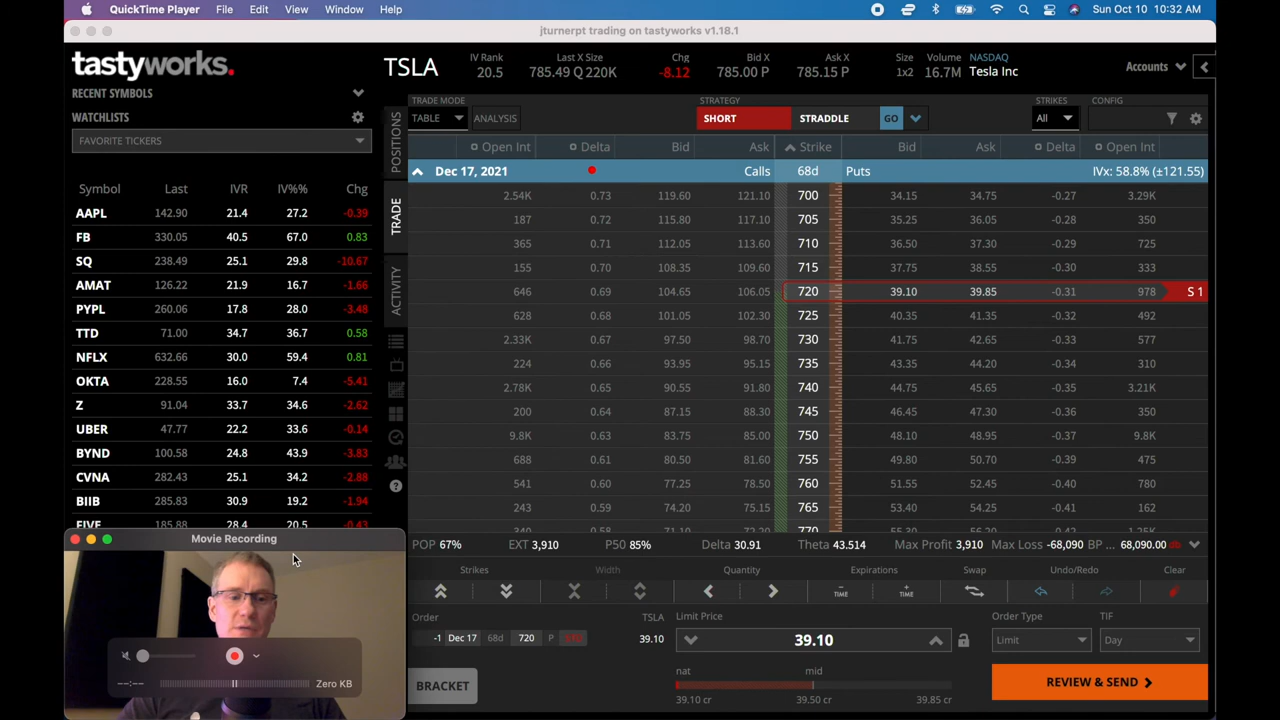 QuickTime Player File Edit View Window Help Sun Oct 10 10:32 AM
jturnerpt trading on tastyworks v1.18.1
tastyworks.
RECENT SYMBOLS
WATCHLISTS
FAVORITE TICKERS
Symbol Last IVR IV%% Chg
AAPL 142.90 21.4 27.2 -0.39
FB 330.05 40.5 67.0 0.83
SQ 238.49 25.1 29.8 -10.67
AMAT 126.22 21.9 16.7 -1.66
PYPL 260.06 17.8 28.0 -3.48
TTD 71.00 34.7 36.7 0.58
NFLX 632.66 30.0 59.4 0.81
OKTA 228.55 16.0 7.4 -5.41
Z 91.04 33.7 34.6 -2.62
UBER 47.77 22.2 33.6 -0.14
BYND 100.58 24.8 43.9 -3.83
CVNA 282.43 25.1 34.2 -2.88
BIIB 285.83 30.9 19.2 -1.94
FIVE 185.88 28.4 20.5 -0.43
Movie Recording
--:-- Zero KB
POSITIONS
TRADE
ACTIVITY
TSLA
IV Rank Last X Size Chg Bid X Ask X Size Volume NASDAQ
20.5 785.49 Q 220K -8.12 785.00 P 785.15 P 1x2 16.7M Tesla Inc
Accounts
TRADE MODE STRATEGY STRIKES CONFIG
TABLE ANALYSIS SHORT STRADDLE GO All
Open Int Delta Bid Ask Strike Bid Ask Delta Open Int
Dec 17, 2021 Calls 68d Puts IVx: 58.8% (±121.55)
2.54K 0.73 119.60 121.10 700 34.15 34.75 -0.27 3.29K
187 0.72 115.80 117.10 705 35.25 36.05 -0.28 350
365 0.71 112.05 113.60 710 36.50 37.30 -0.29 725
155 0.70 108.35 109.60 715 37.75 38.55 -0.30 333
646 0.69 104.65 106.05 720 39.10 39.85 -0.31 978 S 1
628 0.68 101.05 102.30 725 40.35 41.35 -0.32 492
2.33K 0.67 97.50 98.70 730 41.75 42.65 -0.33 577
224 0.66 93.95 95.15 735 43.35 44.20 -0.34 310
2.78K 0.65 90.55 91.80 740 44.75 45.65 -0.35 3.21K
200 0.64 87.15 88.30 745 46.45 47.30 -0.36 350
9.8K 0.63 83.75 85.00 750 48.10 48.95 -0.37 9.8K
688 0.61 80.50 81.60 755 49.80 50.70 -0.39 475
541 0.60 77.25 78.50 760 51.55 52.45 -0.40 780
243 0.59 74.20 75.15 765 53.40 54.25 -0.41 162
340 0.58 71.10 770 -0.42 1.25K
POP 67% EXT 3,910 P50 85% Delta 30.91 Theta 43.514 Max Profit 3,910 Max Loss -68,090 BP ... 68,090.00 db
Strikes Width Quantity Expirations Swap Undo/Redo Clear
TIME TIME
Order TSLA Limit Price Order Type TIF
-1 Dec 17 68d 720 P STO 39.10 39.10 Limit Day
BRACKET
nat mid
39.10 cr 39.50 cr 39.85 cr
REVIEW & SEND